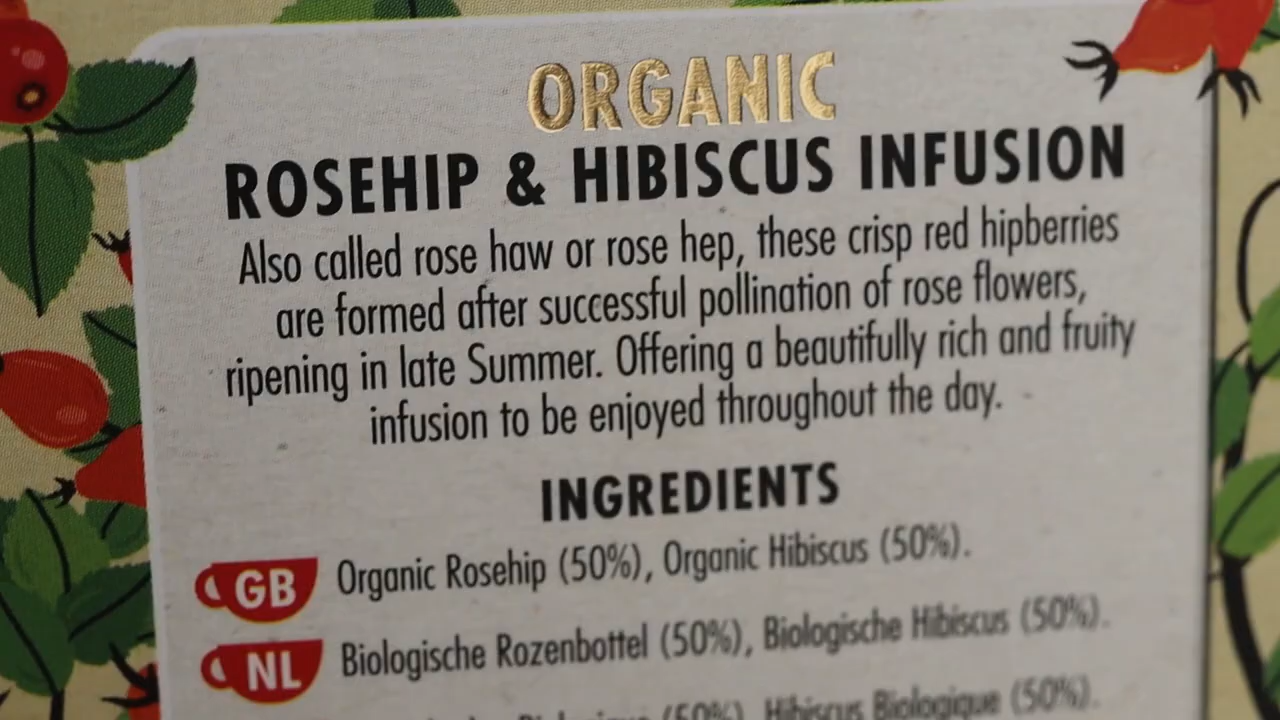 ORGANIC
ROSEHIP & HIBISCUS INFUSION
Also called rose haw or rose hep, these crisp red hipberries
are formed after successful pollination of rose flowers,
ripening in late Summer. Offering a beautifully rich and fruity
infusion to be enjoyed throughout the day.
INGREDIENTS
GB Organic Rosehip (50%), Organic Hibiscus (50%).
NL Biologische Rozenbottel (50%), Biologische Hibiscus (50%).
(50%), Hibiscus Biologique (50%).